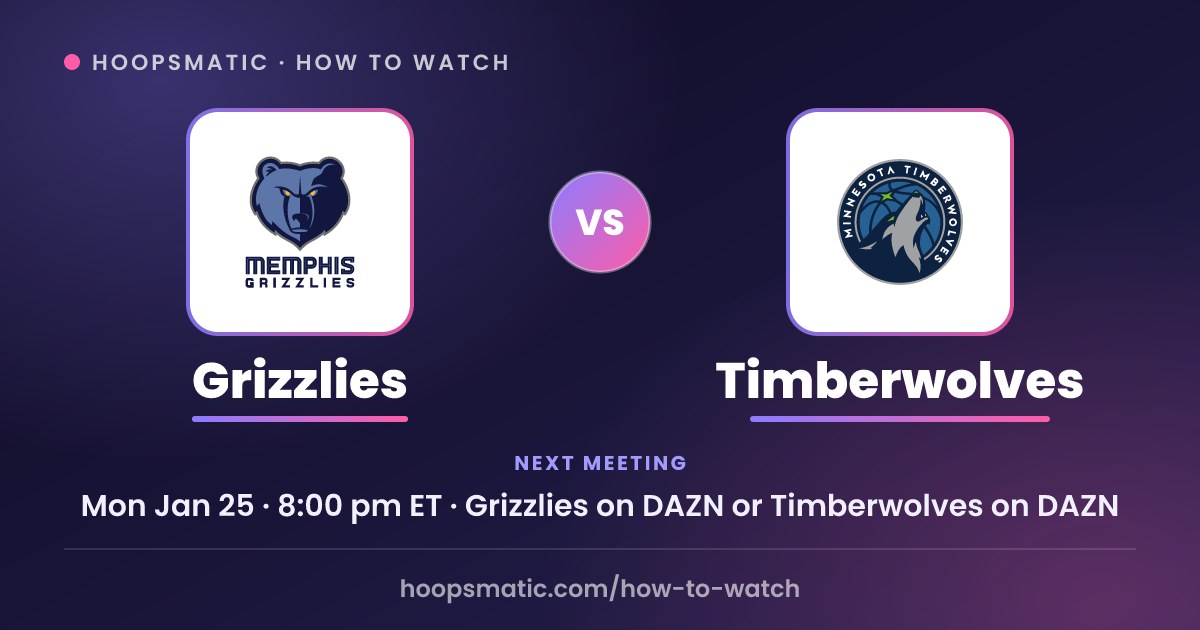 HOOPSMATIC · HOW TO WATCH
MEMPHIS
GRIZZLIES
VS
MINNESOTA TIMBERWOLVES
Grizzlies
Timberwolves
NEXT MEETING
Mon Jan 25 · 8:00 pm ET · Grizzlies on DAZN or Timberwolves on DAZN
hoopsmatic.com/how-to-watch